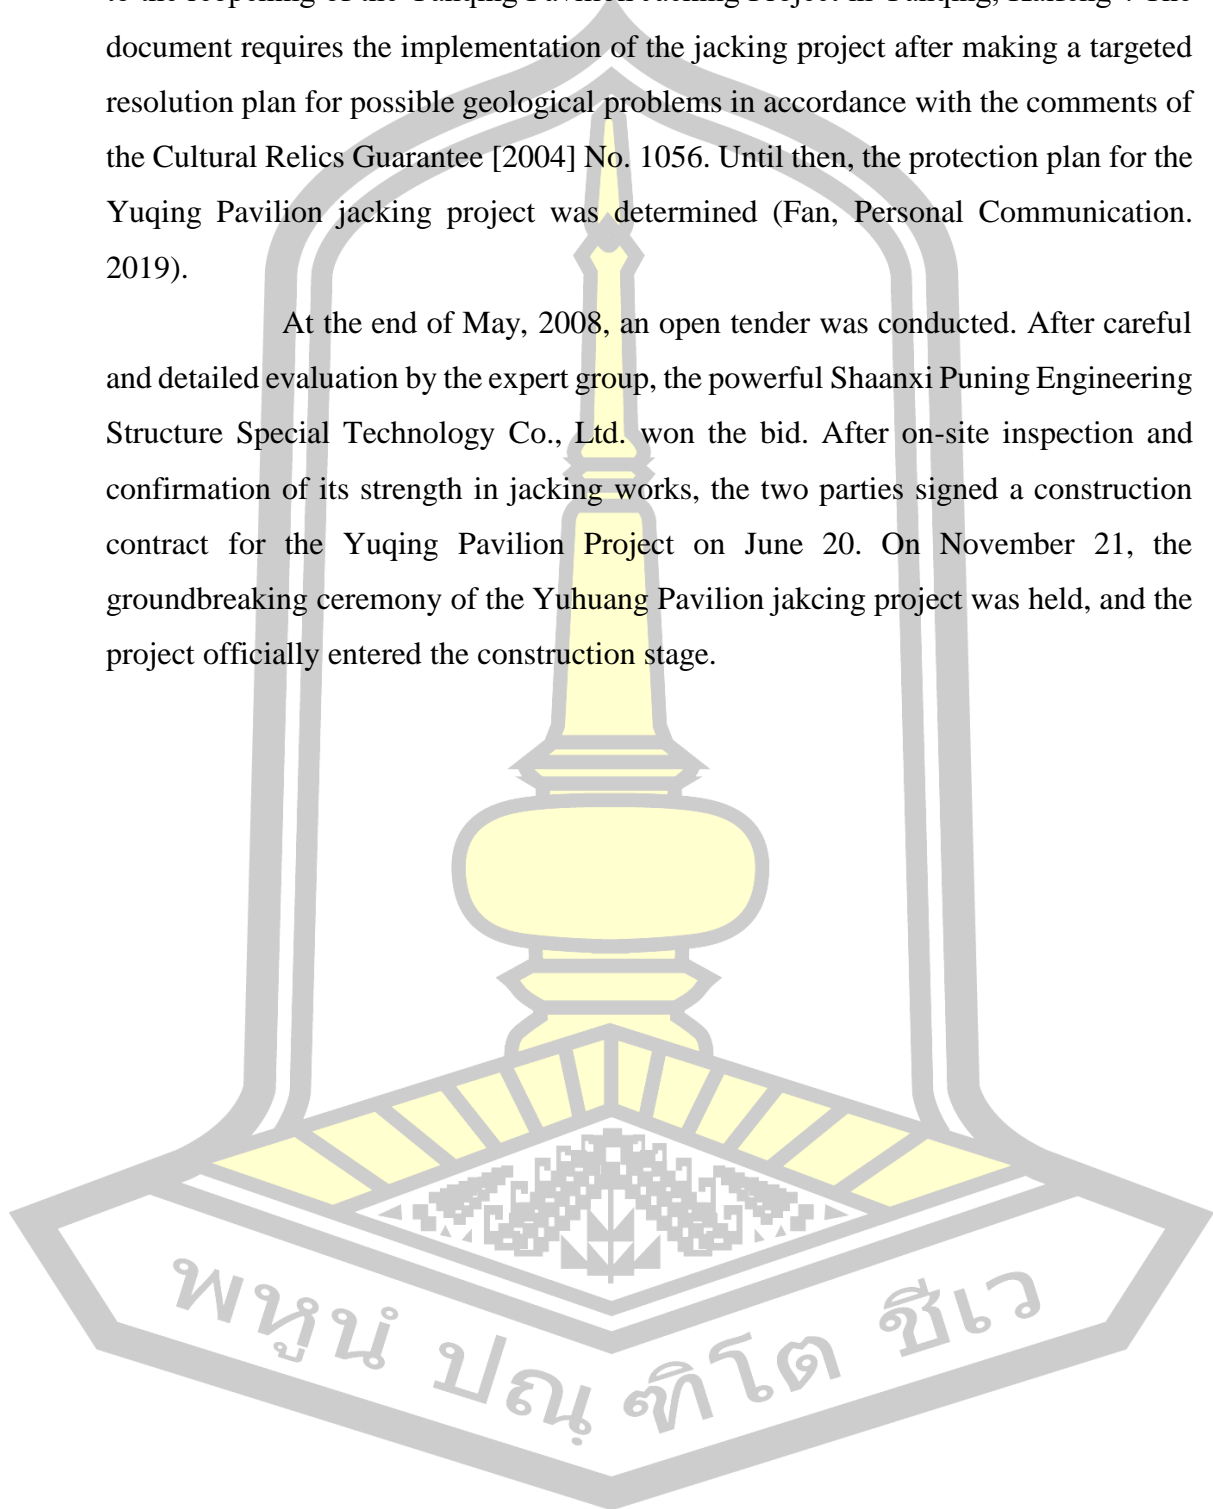 document requires the implementation of the jacking project after making a targeted
resolution plan for possible geological problems in accordance with the comments of
the Cultural Relics Guarantee [2004] No. 1056. Until then, the protection plan for the
Yuqing Pavilion jacking project was determined (Fan, Personal Communication.
2019).
At the end of May, 2008, an open tender was conducted. After careful
and detailed evaluation by the expert group, the powerful Shaanxi Puning Engineering
Structure Special Technology Co., Ltd. won the bid. After on-site inspection and
confirmation of its strength in jacking works, the two parties signed a construction
contract for the Yuqing Pavilion Project on June 20. On November 21, the
groundbreaking ceremony of the Yuhuang Pavilion jakcing project was held, and the
project officially entered the construction stage.
พหูนํ ปณฺฑิโต ชีเว